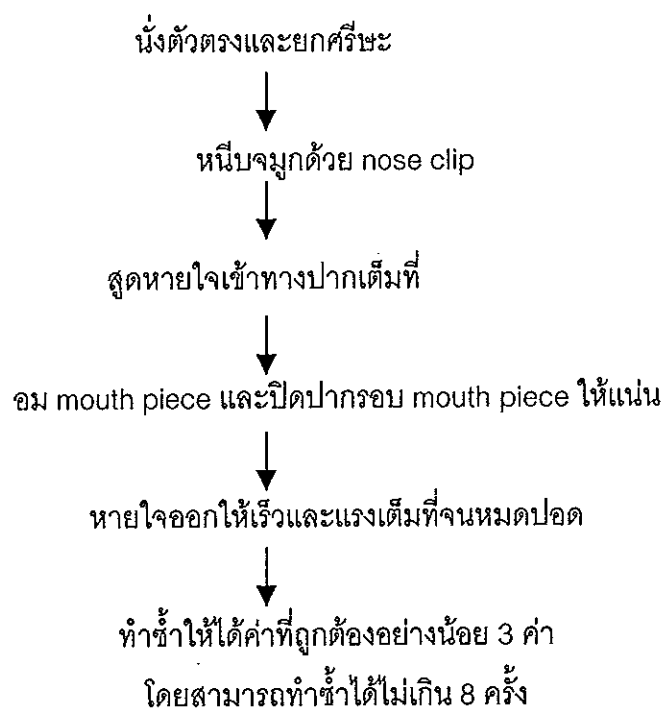 นั่งตัวตรงและยกศรีษะ
หนีบจมูกด้วย nose clip
สูดหายใจเข้าทางปากเต็มที่
อม mouth piece และปิดปากรอบ mouth piece ให้แน่น
หายใจออกให้เร็วและแรงเต็มที่จนหมดปอด
ทำซ้ำให้ได้ค่าที่ถูกต้องอย่างน้อย 3 ค่า
โดยสามารถทำซ้ำได้ไม่เกิน 8 ครั้ง